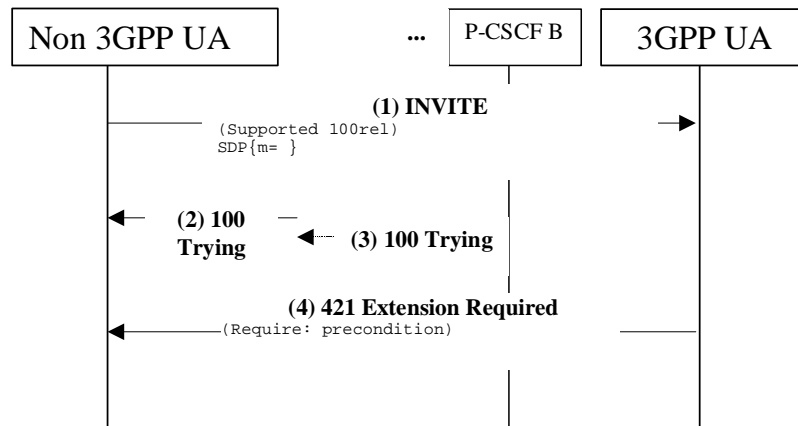 Non 3GPP UA
...
P-CSCF B
3GPP UA
(1) INVITE
(Supported 100rel)
SDP{m= }
(2) 100
Trying
(3) 100 Trying
(4) 421 Extension Required
(Require: precondition)